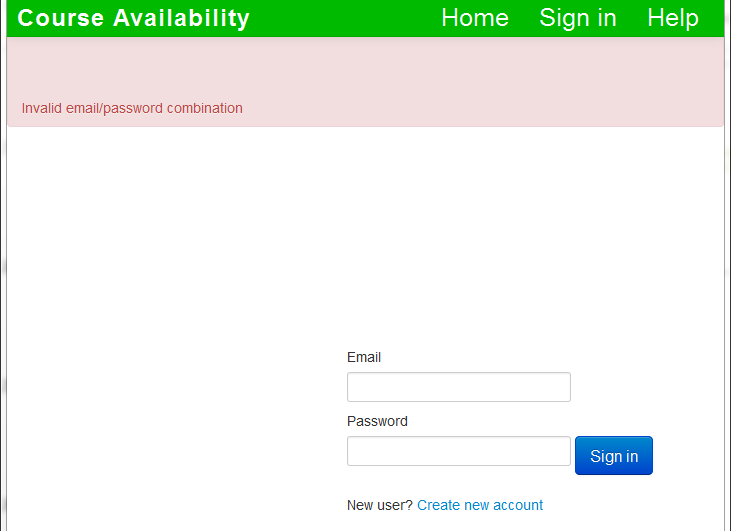 Course Availability Home Sign in Help
Invalid email/password combination
Email
Password
Sign in
New user? Create new account